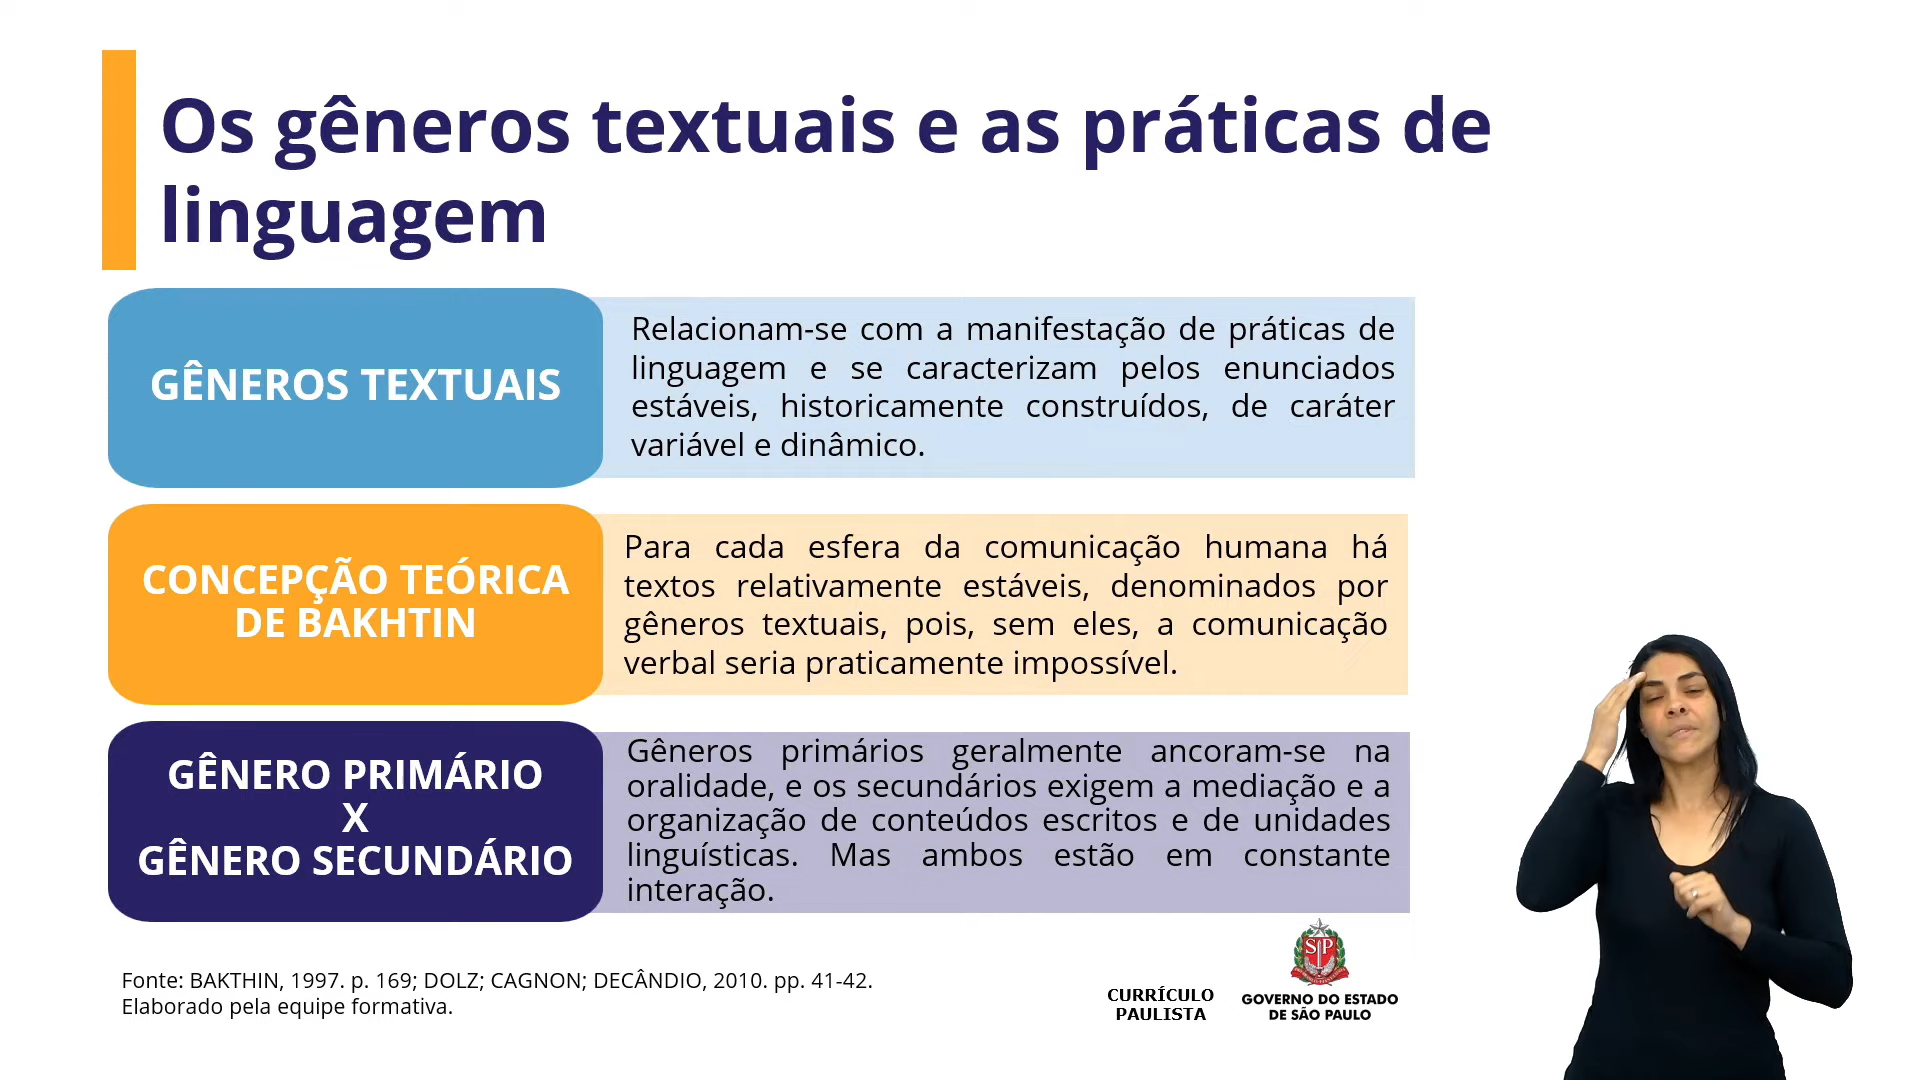 Os gêneros textuais e as práticas de
linguagem
GÊNEROS TEXTUAIS
Relacionam-se com a manifestação de práticas de
linguagem e se caracterizam pelos enunciados
estáveis, historicamente construídos, de caráter
variável e dinâmico.
CONCEPÇÃO TEÓRICA
DE BAKHTIN
Para cada esfera da comunicação humana há
textos relativamente estáveis, denominados por
gêneros textuais, pois, sem eles, a comunicação
verbal seria praticamente impossível.
GÊNERO PRIMÁRIO
X
GÊNERO SECUNDÁRIO
Gêneros primários geralmente ancoram-se na
oralidade, e os secundários exigem a mediação e a
organização de conteúdos escritos e de unidades
linguísticas. Mas ambos estão em constante
interação.
Fonte: BAKTHIN, 1997. p. 169; DOLZ; CAGNON; DECÂNDIO, 2010. pp. 41-42.
Elaborado pela equipe formativa.
CURRÍCULO
PAULISTA
SP
GOVERNO DO ESTADO
DE SÃO PAULO